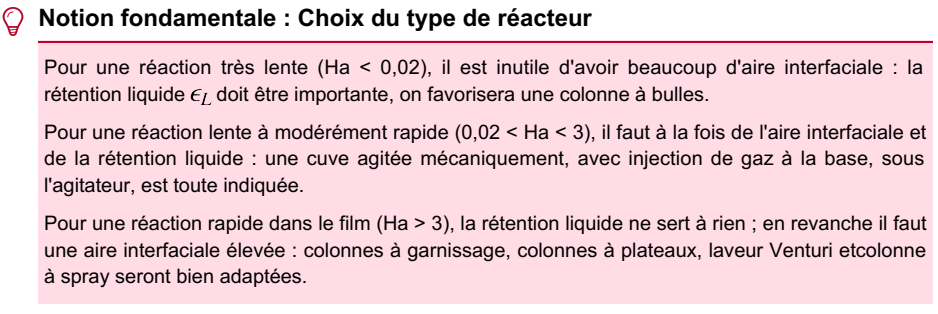 Notion fondamentale : Choix du type de réacteur
Pour une réaction très lente (Ha < 0,02), il est inutile d'avoir beaucoup d'aire interfaciale : la
rétention liquide ϵL doit être importante, on favorisera une colonne à bulles.
Pour une réaction lente à modérément rapide (0,02 < Ha < 3), il faut à la fois de l'aire interfaciale et
de la rétention liquide : une cuve agitée mécaniquement, avec injection de gaz à la base, sous
l'agitateur, est toute indiquée.
Pour une réaction rapide dans le film (Ha > 3), la rétention liquide ne sert à rien ; en revanche il faut
une aire interfaciale élevée : colonnes à garnissage, colonnes à plateaux, laveur Venturi etcolonne
à spray seront bien adaptées.